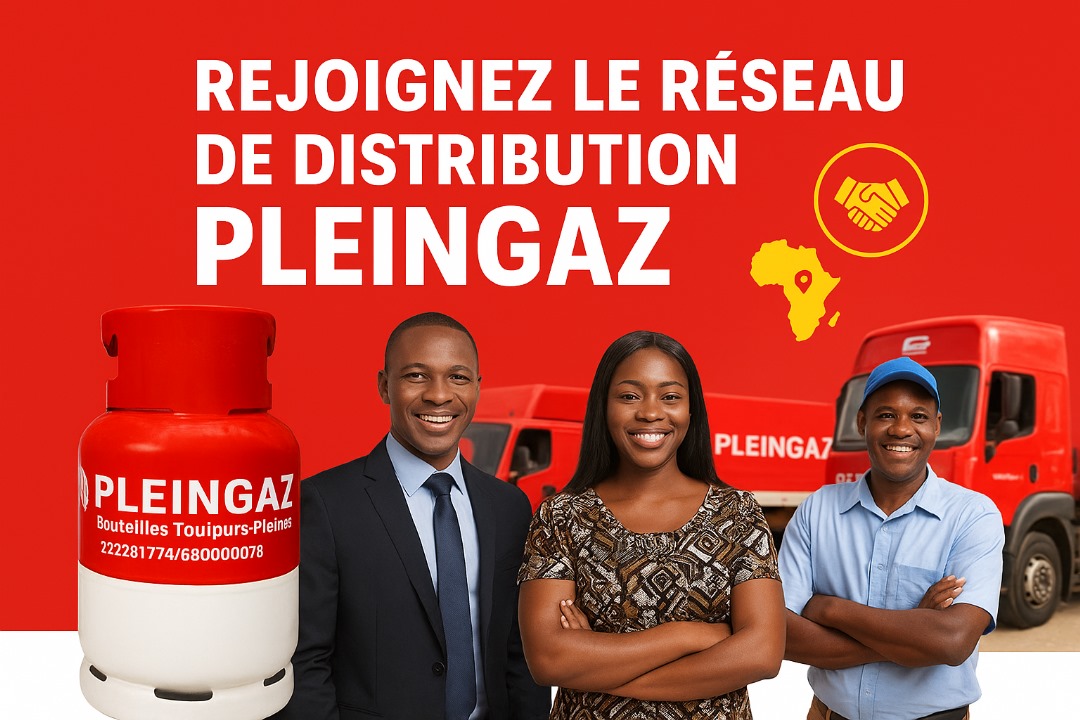 REJOIGNEZ LE RÉSEAU
DE DISTRIBUTION
PLEINGAZ
PLEINGAZ
Bouteilles Touipurs-Pleines
222281774/680000078
PLEINGAZ